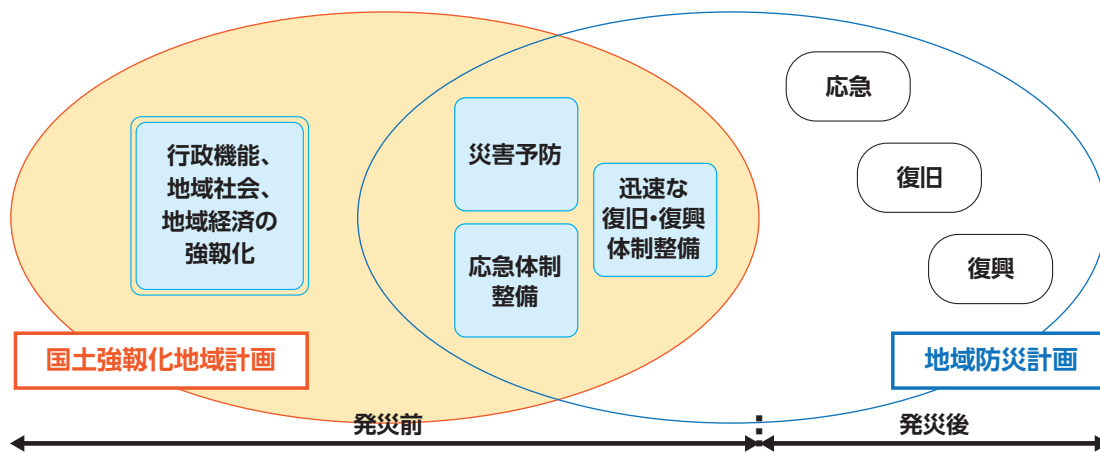 行政機能、
地域社会、
地域経済の
強靱化
災害予防
応急体制
整備
迅速な
復旧・復興
体制整備
応急
復旧
復興
国土強靱化地域計画
地域防災計画
発災前
発災後